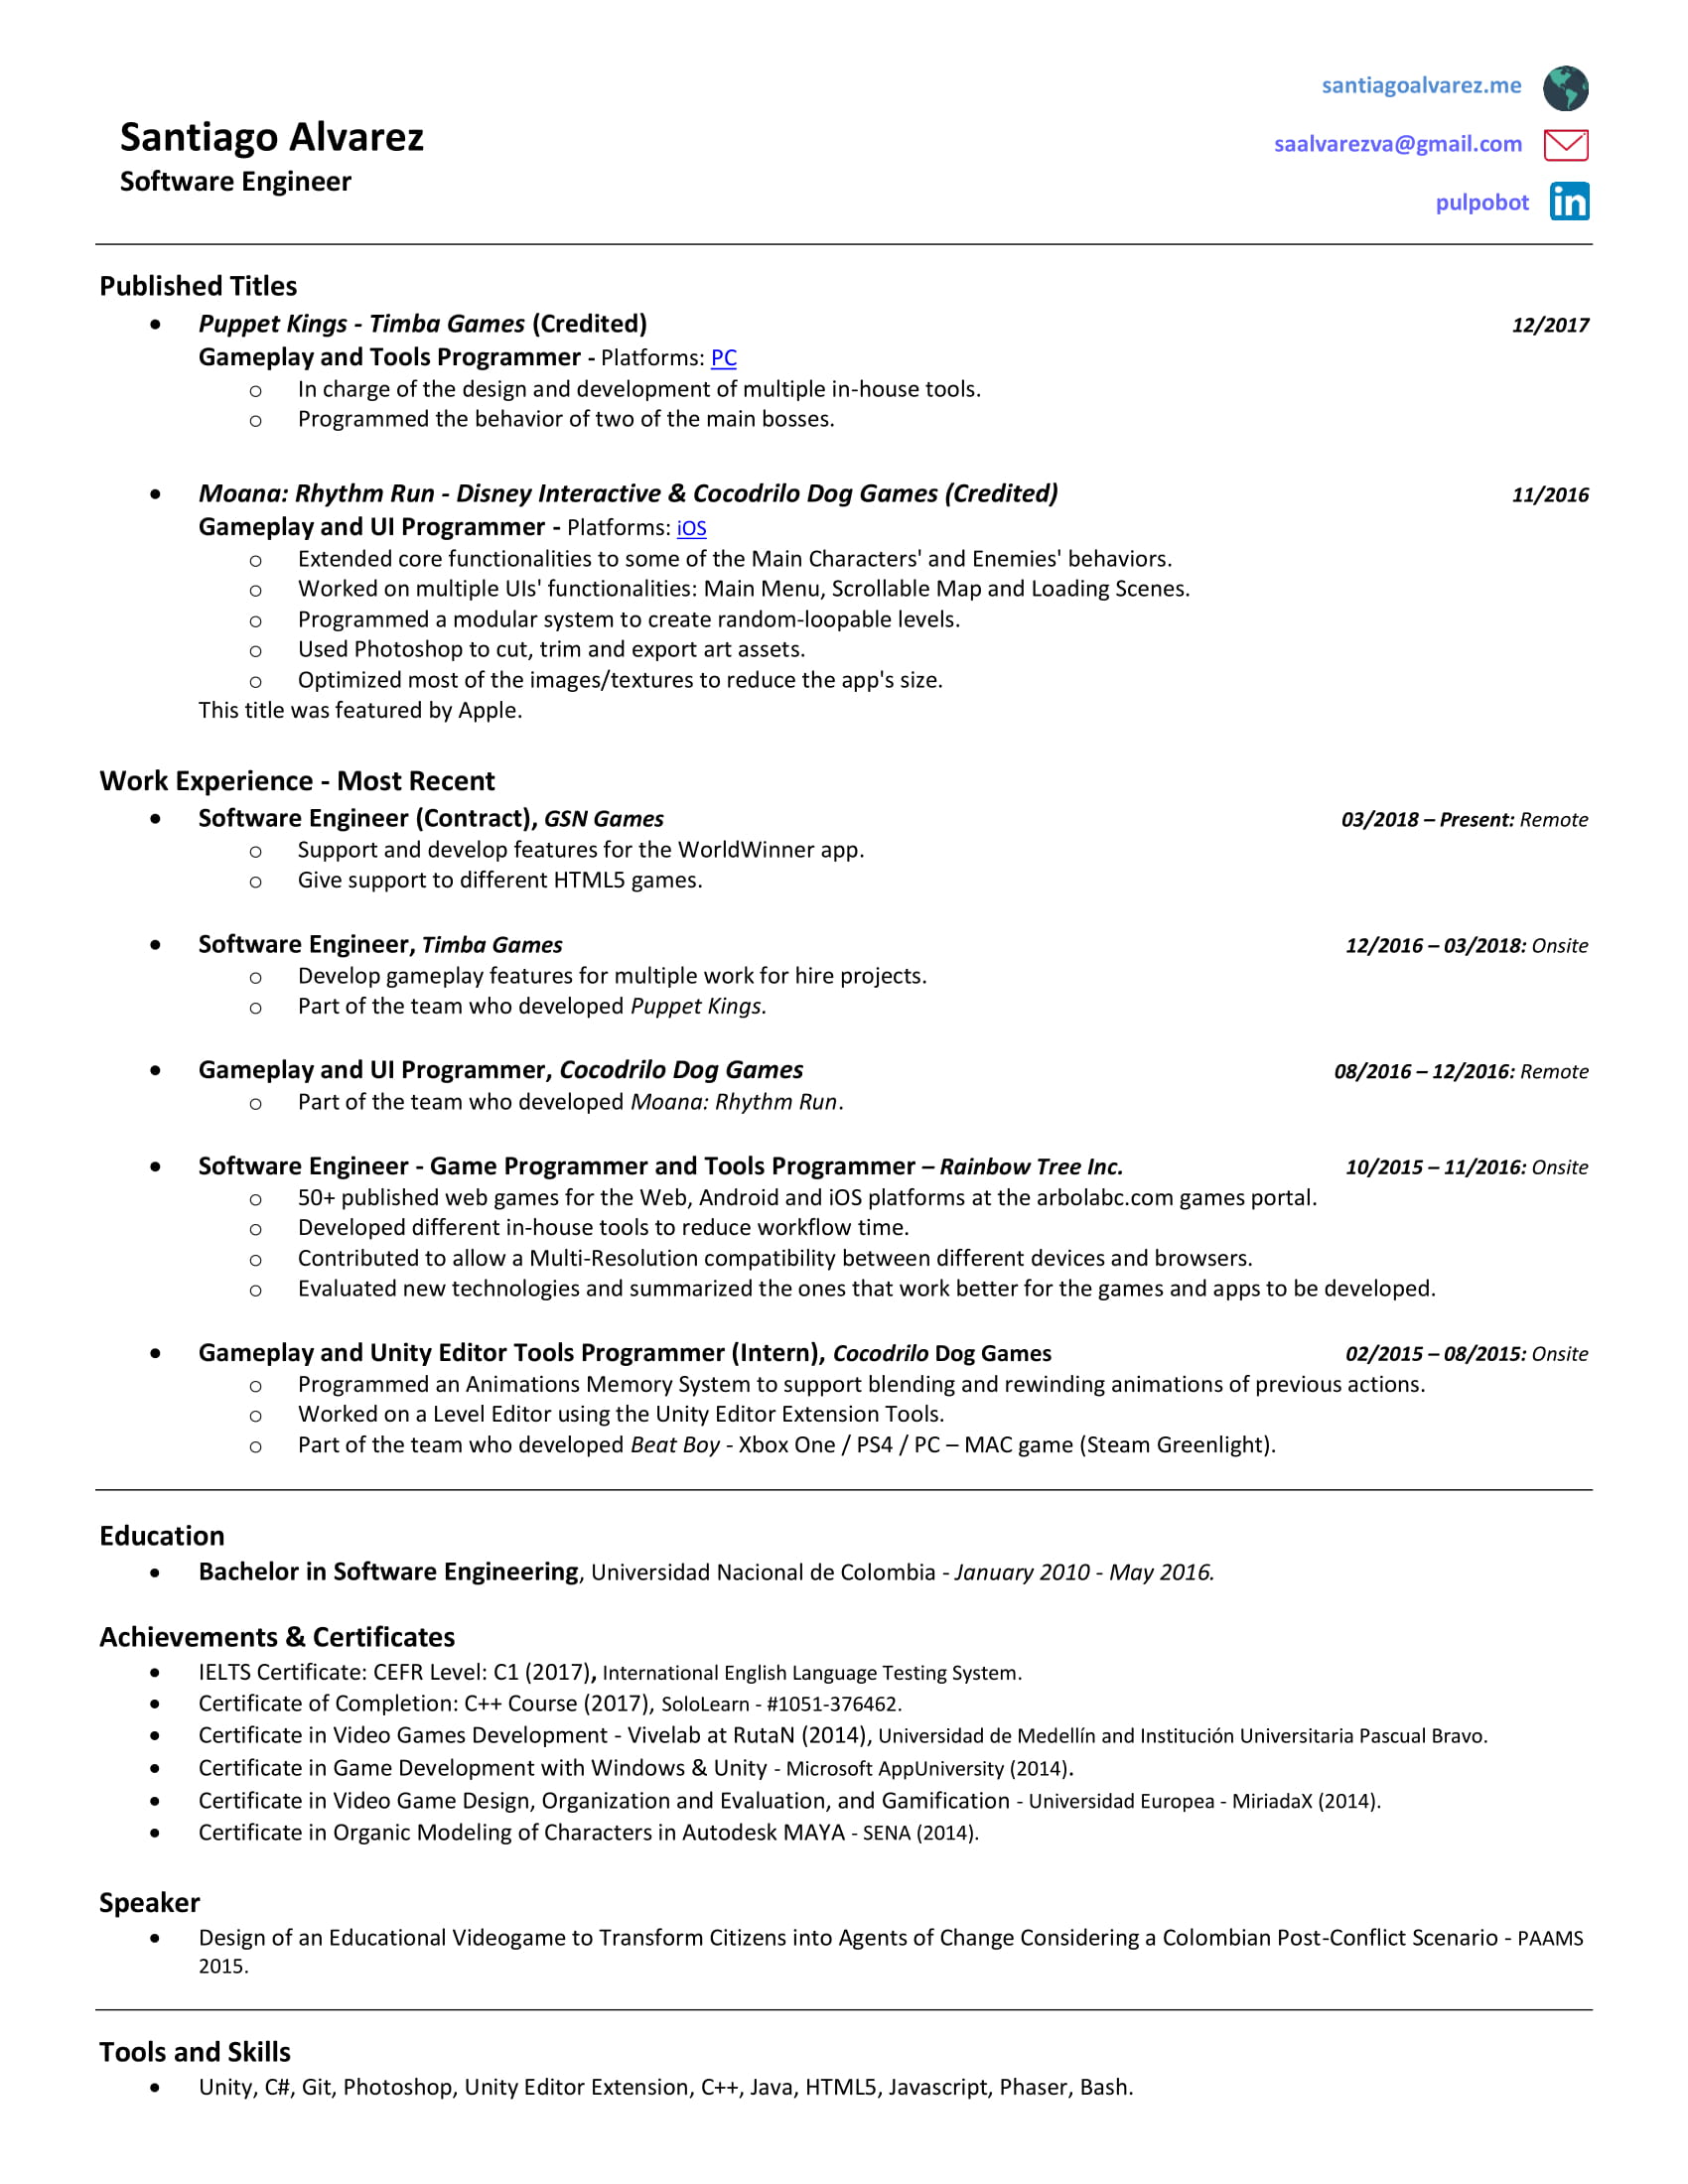 santiagoalvarez.me
Santiago Alvarez
saalvarezva@gmail.com
Software Engineer
pulpobot
in
Published Titles
• Puppet Kings - Timba Games (Credited) 12/2017
Gameplay and Tools Programmer - Platforms: PC
o In charge of the design and development of multiple in-house tools.
o Programmed the behavior of two of the main bosses.
• Moana: Rhythm Run - Disney Interactive & Cocodrilo Dog Games (Credited) 11/2016
Gameplay and UI Programmer - Platforms: iOS
o Extended core functionalities to some of the Main Characters' and Enemies' behaviors.
o Worked on multiple UIs' functionalities: Main Menu, Scrollable Map and Loading Scenes.
o Programmed a modular system to create random-loopable levels.
o Used Photoshop to cut, trim and export art assets.
o Optimized most of the images/textures to reduce the app's size.
This title was featured by Apple.
Work Experience - Most Recent
• Software Engineer (Contract), GSN Games 03/2018 – Present: Remote
o Support and develop features for the WorldWinner app.
o Give support to different HTML5 games.
• Software Engineer, Timba Games 12/2016 – 03/2018: Onsite
o Develop gameplay features for multiple work for hire projects.
o Part of the team who developed Puppet Kings.
• Gameplay and UI Programmer, Cocodrilo Dog Games 08/2016 – 12/2016: Remote
o Part of the team who developed Moana: Rhythm Run.
• Software Engineer - Game Programmer and Tools Programmer – Rainbow Tree Inc. 10/2015 – 11/2016: Onsite
o 50+ published web games for the Web, Android and iOS platforms at the arbolabc.com games portal.
o Developed different in-house tools to reduce workflow time.
o Contributed to allow a Multi-Resolution compatibility between different devices and browsers.
o Evaluated new technologies and summarized the ones that work better for the games and apps to be developed.
• Gameplay and Unity Editor Tools Programmer (Intern), Cocodrilo Dog Games 02/2015 – 08/2015: Onsite
o Programmed an Animations Memory System to support blending and rewinding animations of previous actions.
o Worked on a Level Editor using the Unity Editor Extension Tools.
o Part of the team who developed Beat Boy - Xbox One / PS4 / PC – MAC game (Steam Greenlight).
Education
• Bachelor in Software Engineering, Universidad Nacional de Colombia - January 2010 - May 2016.
Achievements & Certificates
• IELTS Certificate: CEFR Level: C1 (2017), International English Language Testing System.
• Certificate of Completion: C++ Course (2017), SoloLearn - #1051-376462.
• Certificate in Video Games Development - Vivelab at RutaN (2014), Universidad de Medellín and Institución Universitaria Pascual Bravo.
• Certificate in Game Development with Windows & Unity - Microsoft AppUniversity (2014).
• Certificate in Video Game Design, Organization and Evaluation, and Gamification - Universidad Europea - MiriadaX (2014).
• Certificate in Organic Modeling of Characters in Autodesk MAYA - SENA (2014).
Speaker
• Design of an Educational Videogame to Transform Citizens into Agents of Change Considering a Colombian Post-Conflict Scenario - PAAMS
2015.
Tools and Skills
• Unity, C#, Git, Photoshop, Unity Editor Extension, C++, Java, HTML5, Javascript, Phaser, Bash.